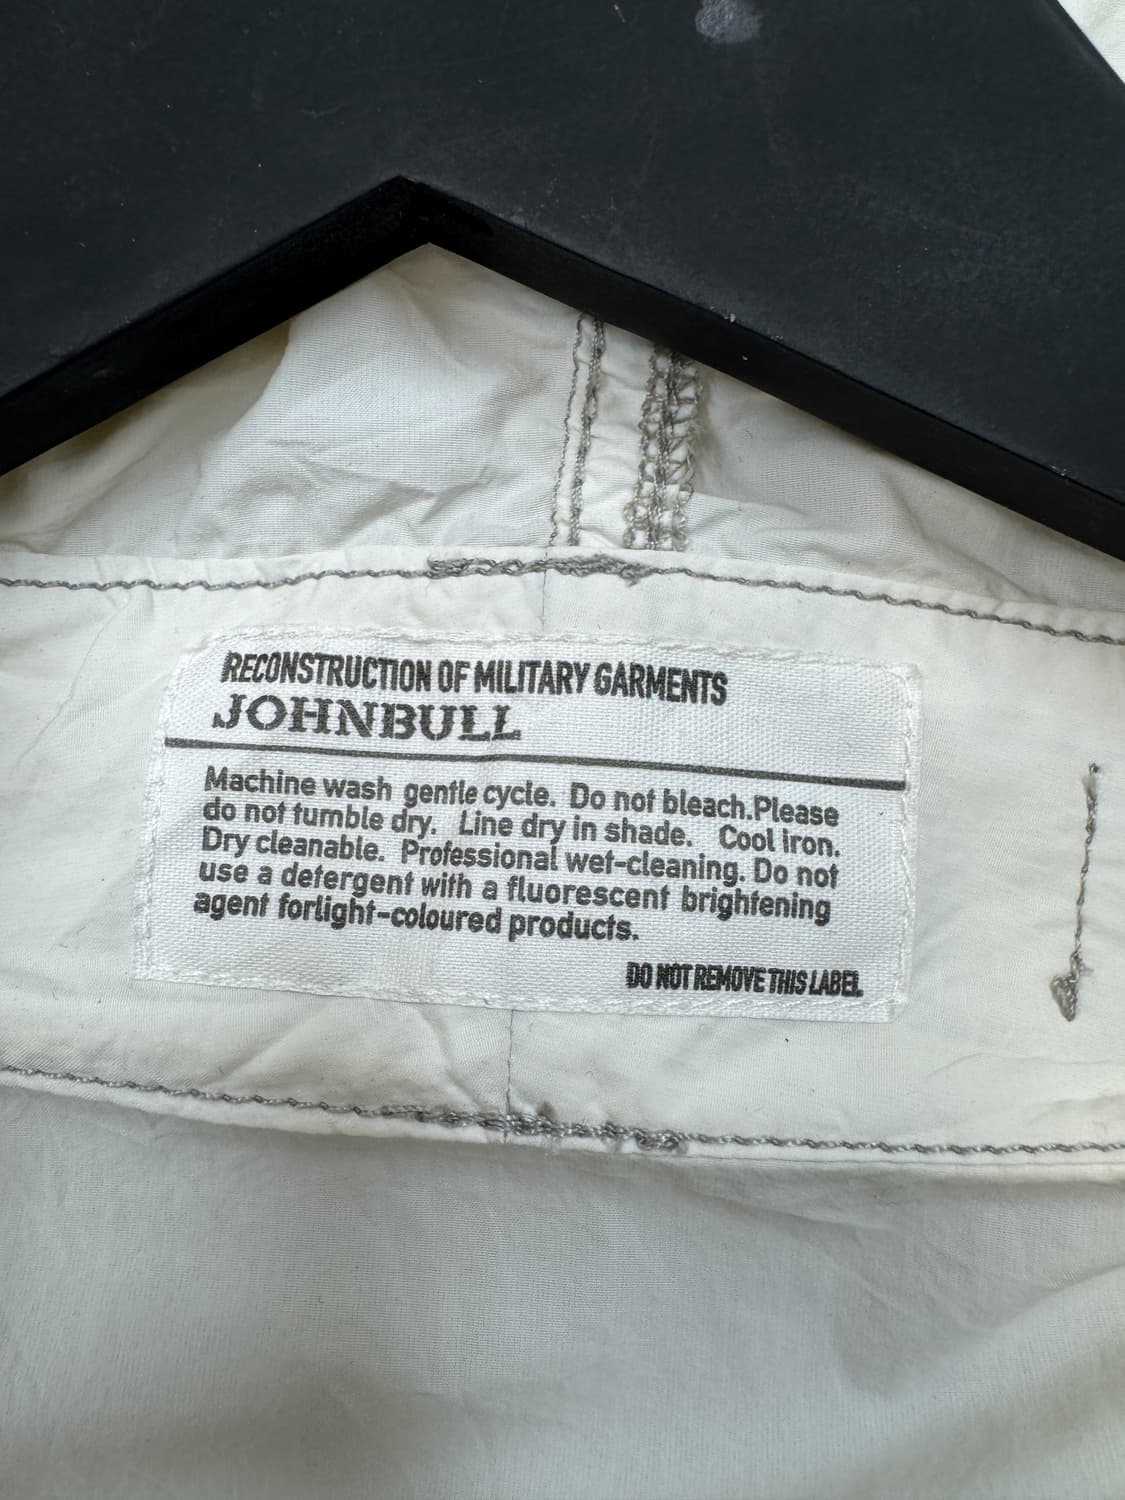 RECONSTRUCTION OF MILITARY GARMENTS
JOHNBULL
Machine wash gentle cycle. Do not bleach.Please
do not tumble dry. Line dry in shade. Cool iron.
Dry cleanable. Professional wet-cleaning. Do not
use a detergent with a fluorescent brightening
agent forlight-coloured products.
DO NOT REMOVE THIS LABEL.